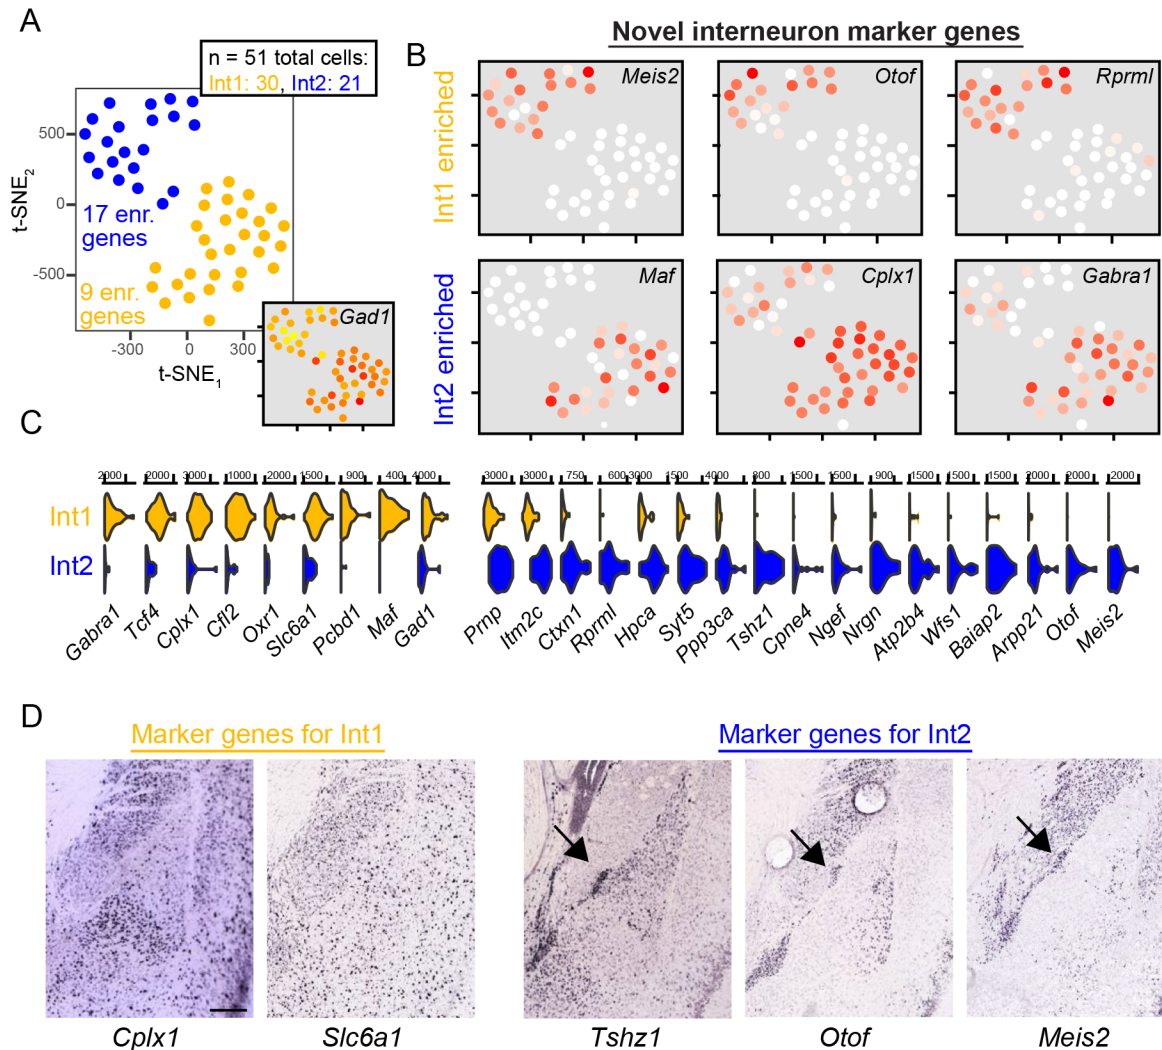 A
n = 51 total cells:
Int1: 30, Int2: 21
t-SNE2
500
0
-500
17 enr.
genes
9 enr.
genes
-300 0 300
t-SNE1
Gad1
B
Novel interneuron marker genes
Int1 enriched
Meis2 Otof Rprml
Int2 enriched
Maf Cplx1 Gabra1
C
2000 2000 3000 1000 2000 1500 900 400 4000 3000 3000 750 600 3000 1500 4000 800 1500 1500 900 1500 1500 1500 2000 2000 2000
Int1
Int2
Gabra1 Tcf4 Cplx1 Cfl2 Oxr1 Slc6a1 Pcbd1 Maf Gad1 Prnp Itm2c Ctxn1 Rprml Hpca Syt5 Ppp3ca Tshz1 Cpne4 Ngef Nrgn Atp2b4 Wfs1 Baiap2 Arpp21 Otof Meis2
D
Marker genes for Int1
Marker genes for Int2
Cplx1 Slc6a1 Tshz1 Otof Meis2